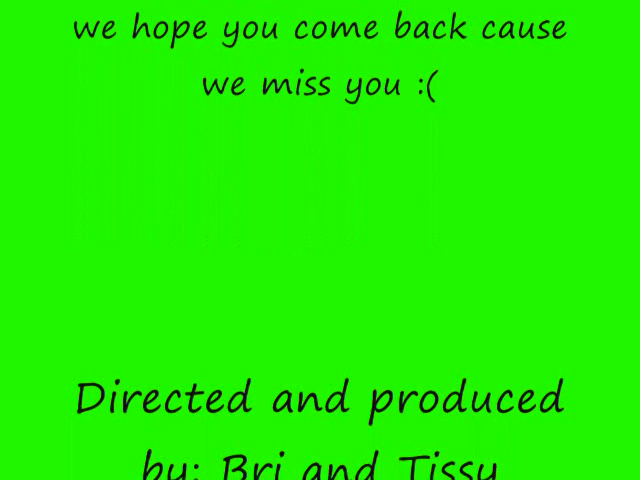 we hope you come back cause
we miss you :(
Directed and produced
by: Bri and Tissy